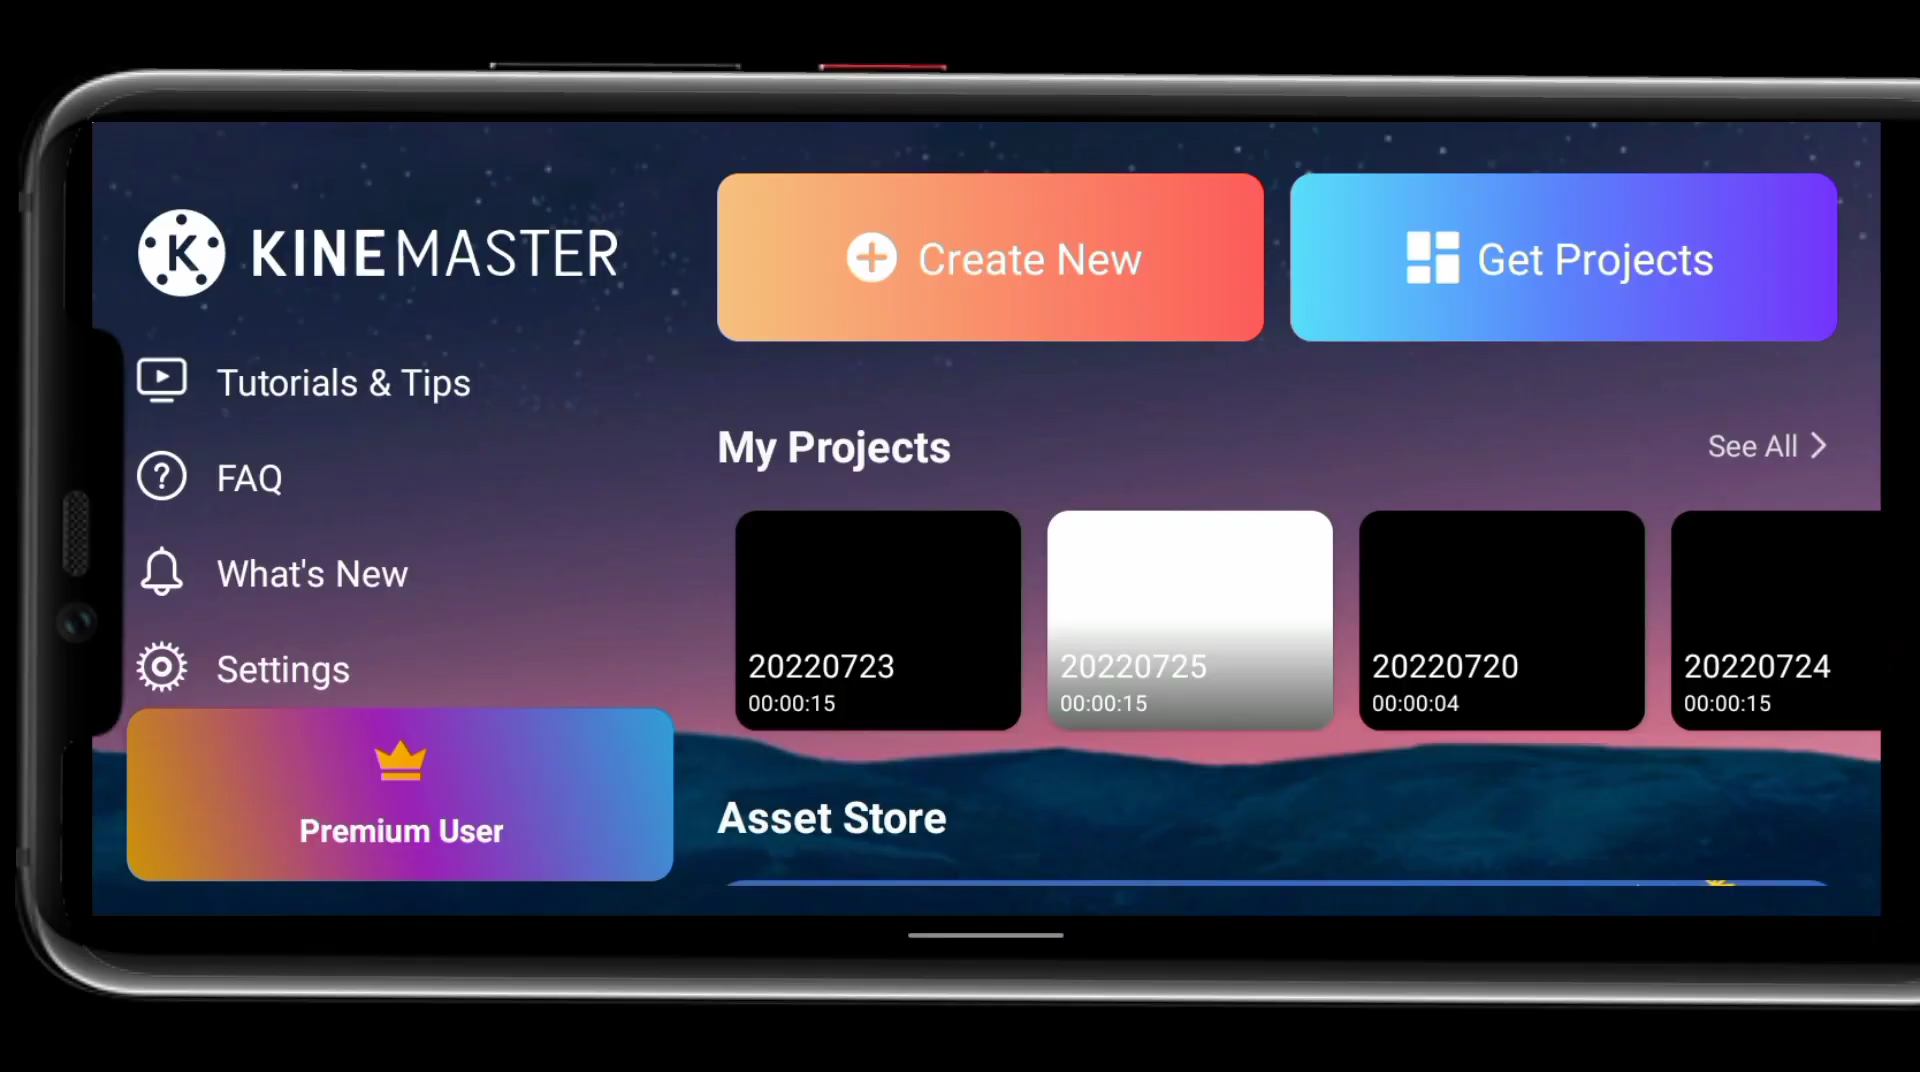 KINEMASTER
Tutorials & Tips
FAQ
What's New
Settings
Premium User
Create New
Get Projects
My Projects
See All
20220723
00:00:15
20220725
00:00:15
20220720
00:00:04
20220724
00:00:15
Asset Store